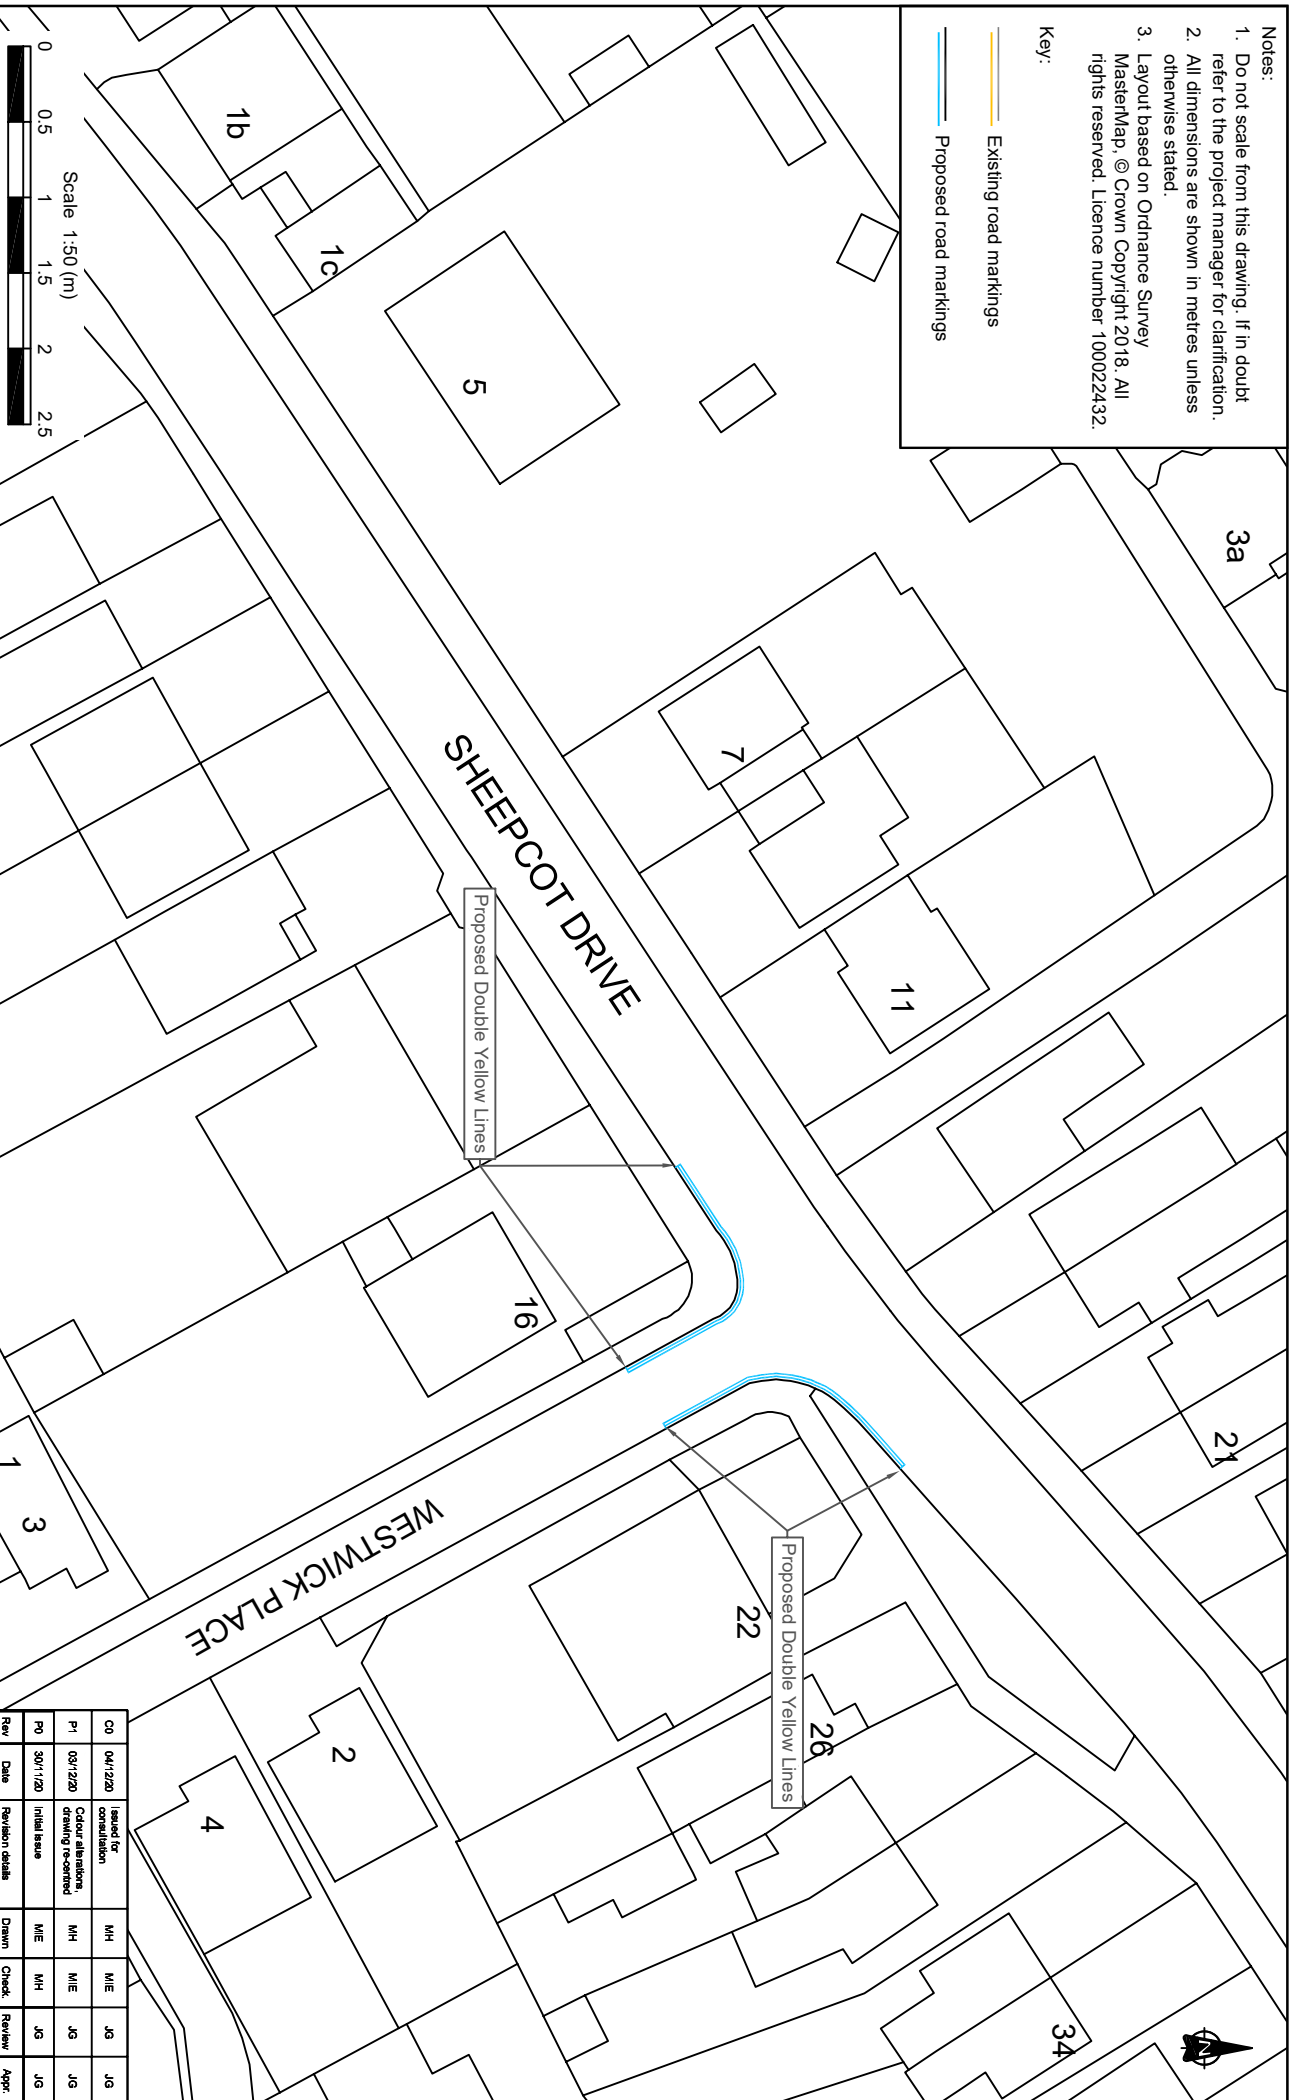 Notes:
1. Do not scale from this drawing. If in doubt
refer to the project manager for clarification.
2. All dimensions are shown in metres unless
otherwise stated.
3. Layout based on Ordnance Survey
MasterMap, © Crown Copyright 2018. All
rights reserved. Licence number 100022432.
Key:
Existing road markings
Proposed road markings
3a
1b
1c
5
7
11
21
SHEEPCOT DRIVE
Proposed Double Yellow Lines
16
WESTWICK PLACE
Proposed Double Yellow Lines
22
26
34
1
3
2
4
N
Scale 1:50 (m)
0 0.5 1 1.5 2 2.5
C0 04/12/20 Issued for
consultation MH MIE JG JG
P1 03/12/20 Colour alterations,
drawing re-centred MH MIE JG JG
P0 30/11/20 Initial issue MIE MH JG JG
Rev Date Revision details Drawn Check. Review Appr.